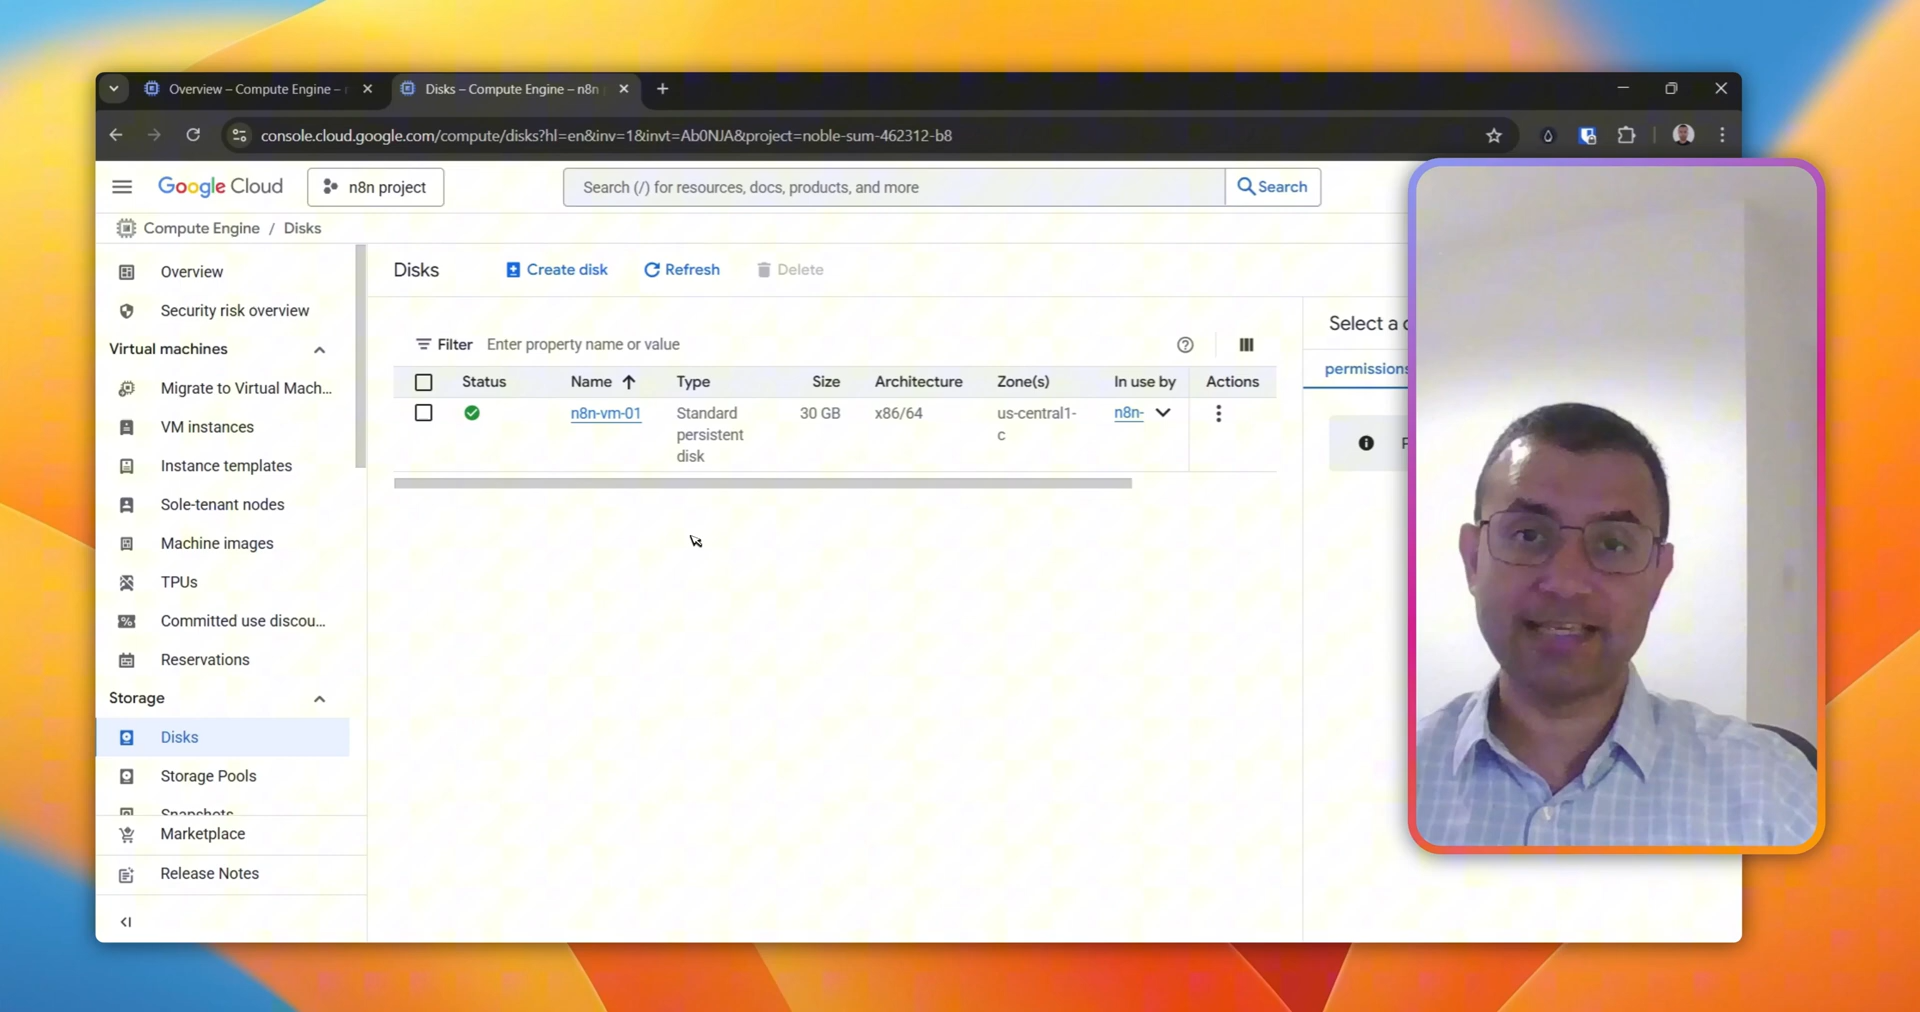 Overview – Compute Engine –
Disks – Compute Engine – n8n
console.cloud.google.com/compute/disks?hl=en&inv=1&invt=Ab0NJA&project=noble-sum-462312-b8
Google Cloud
n8n project
Search (/) for resources, docs, products, and more
Search
Compute Engine / Disks
Overview
Security risk overview
Virtual machines
Migrate to Virtual Mach...
VM instances
Instance templates
Sole-tenant nodes
Machine images
TPUs
Committed use discou...
Reservations
Storage
Disks
Storage Pools
Snapshots
Marketplace
Release Notes
Disks
Create disk
Refresh
Delete
Filter Enter property name or value
Status Name Type Size Architecture Zone(s) In use by Actions
n8n-vm-01 Standard 30 GB x86/64 us-central1- n8n-
persistent c
disk
Select a
permissions